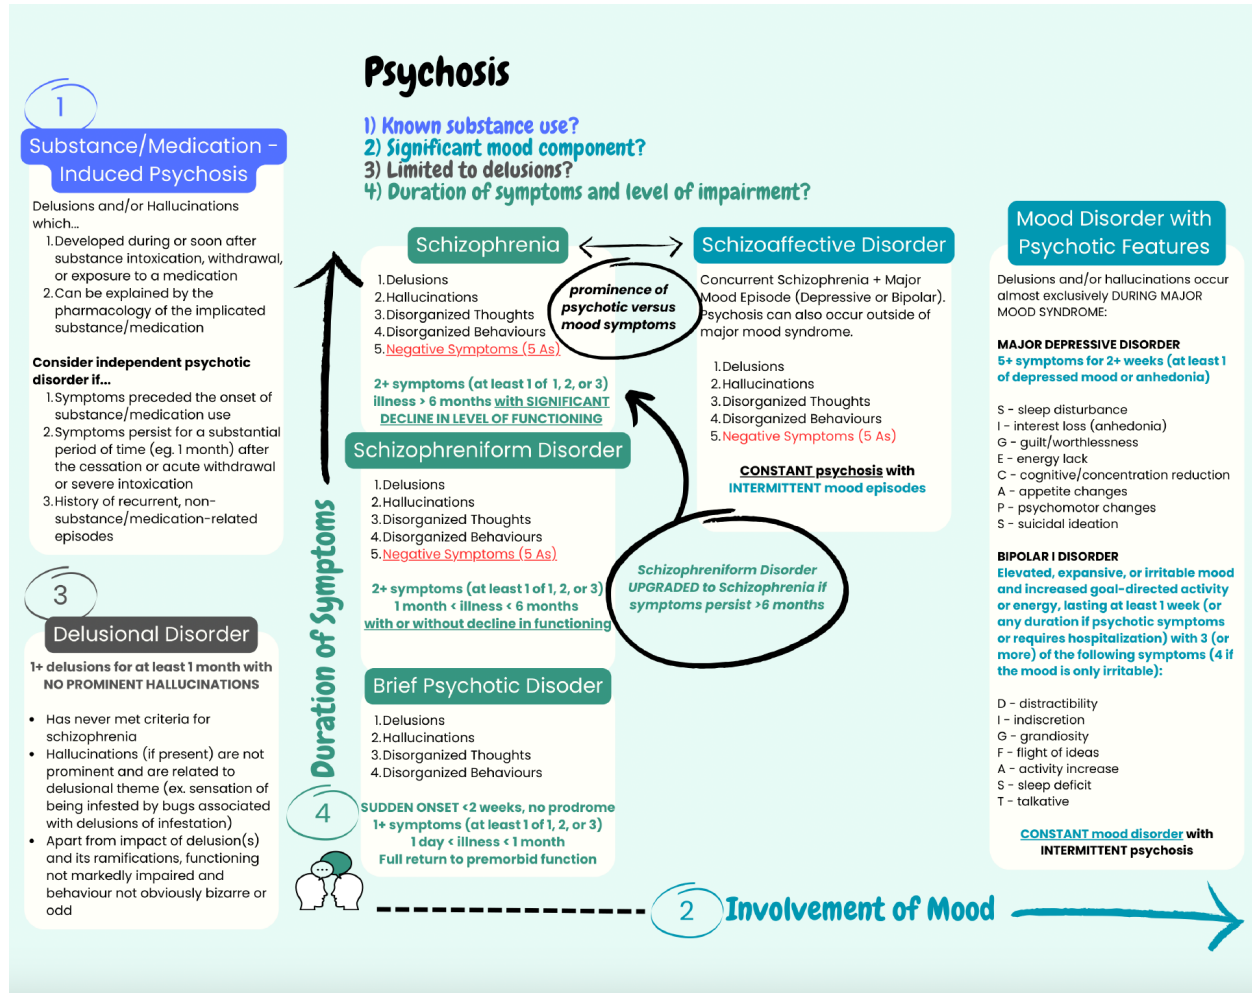 Psychosis
1) Known substance use?
2) Significant mood component?
3) Limited to delusions?
4) Duration of symptoms and level of impairment?
1
Substance/Medication -
Induced Psychosis
Delusions and/or Hallucinations
which...
1.Developed during or soon after
substance intoxication, withdrawal,
or exposure to a medication
2.Can be explained by the
pharmacology of the implicated
substance/medication
Consider independent psychotic
disorder if...
1.Symptoms preceded the onset of
substance/medication use
2.Symptoms persist for a substantial
period of time (eg. 1 month) after
the cessation or acute withdrawal
or severe intoxication
3.History of recurrent, non-
substance/medication-related
episodes
3
Delusional Disorder
1+ delusions for at least 1 month with
NO PROMINENT HALLUCINATIONS
• Has never met criteria for
schizophrenia
• Hallucinations (if present) are not
prominent and are related to
delusional theme (ex. sensation of
being infested by bugs associated
with delusions of infestation)
• Apart from impact of delusion(s)
and its ramifications, functioning
not markedly impaired and
behaviour not obviously bizarre or
odd
Duration of Symptoms
4
Schizophrenia
1.Delusions
2.Hallucinations
3.Disorganized Thoughts
4.Disorganized Behaviours
5.Negative Symptoms (5 As)
2+ symptoms (at least 1 of 1, 2, or 3)
illness > 6 months with SIGNIFICANT
DECLINE IN LEVEL OF FUNCTIONING
Schizophreniform Disorder
1.Delusions
2.Hallucinations
3.Disorganized Thoughts
4.Disorganized Behaviours
5.Negative Symptoms (5 As)
2+ symptoms (at least 1 of 1, 2, or 3)
1 month < illness < 6 months
with or without decline in functioning
Brief Psychotic Disoder
1.Delusions
2.Hallucinations
3.Disorganized Thoughts
4.Disorganized Behaviours
SUDDEN ONSET <2 weeks, no prodrome
1+ symptoms (at least 1 of 1, 2, or 3)
1 day < illness < 1 month
Full return to premorbid function
prominence of
psychotic versus
mood symptoms
Schizoaffective Disorder
Concurrent Schizophrenia + Major
Mood Episode (Depressive or Bipolar).
Psychosis can also occur outside of
major mood syndrome.
1.Delusions
2.Hallucinations
3.Disorganized Thoughts
4.Disorganized Behaviours
5.Negative Symptoms (5 As)
CONSTANT psychosis with
INTERMITTENT mood episodes
Schizophreniform Disorder
UPGRADED to Schizophrenia if
symptoms persist >6 months
Mood Disorder with
Psychotic Features
Delusions and/or hallucinations occur
almost exclusively DURING MAJOR
MOOD SYNDROME:
MAJOR DEPRESSIVE DISORDER
5+ symptoms for 2+ weeks (at least 1
of depressed mood or anhedonia)
S - sleep disturbance
I - interest loss (anhedonia)
G - guilt/worthlessness
E - energy lack
C - cognitive/concentration reduction
A - appetite changes
P - psychomotor changes
S - suicidal ideation
BIPOLAR I DISORDER
Elevated, expansive, or irritable mood
and increased goal-directed activity
or energy, lasting at least 1 week (or
any duration if psychotic symptoms
or requires hospitalization) with 3 (or
more) of the following symptoms (4 if
the mood is only irritable):
D - distractibility
I - indiscretion
G - grandiosity
F - flight of ideas
A - activity increase
S - sleep deficit
T - talkative
CONSTANT mood disorder with
INTERMITTENT psychosis
2 Involvement of Mood